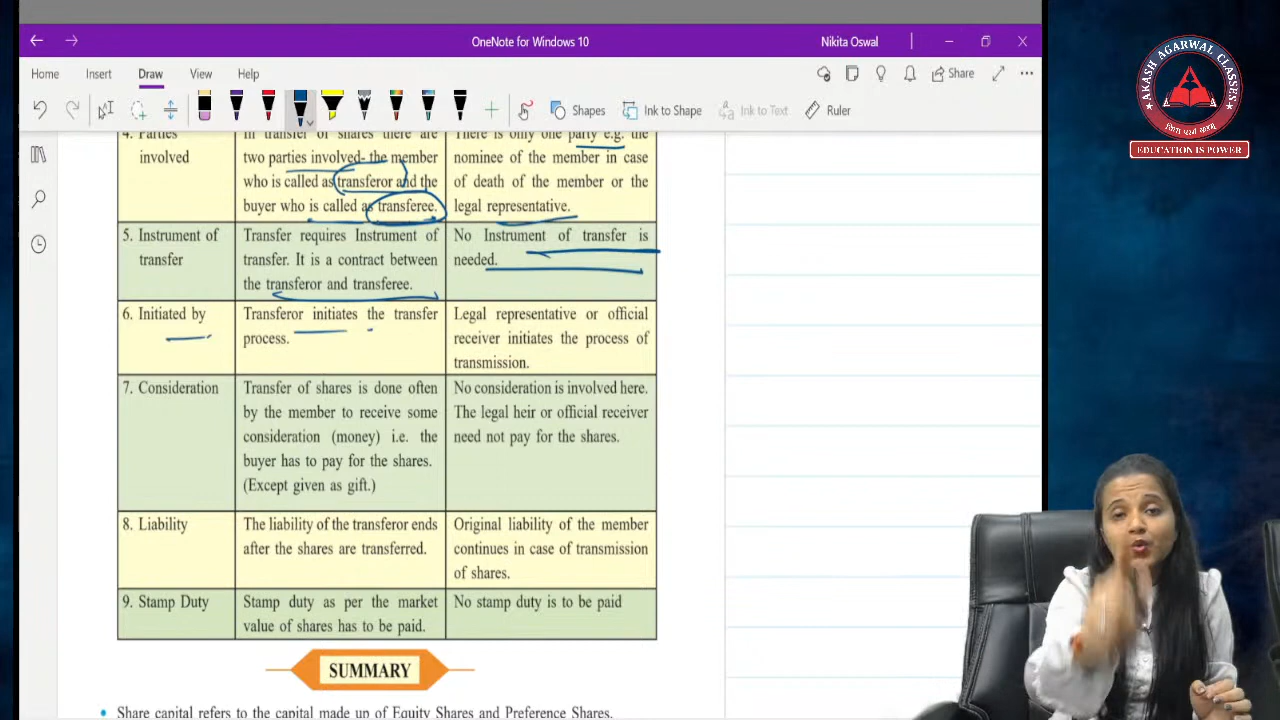 OneNote for Windows 10
Nikita Oswal
Home Insert Draw View Help
Share
Shapes
Ink to Shape
Ink to Text
Ruler
4. Parties
involved
In transfer of shares there are
two parties involved- the member
who is called as transferor and the
buyer who is called as transferee.
There is only one party e.g. the
nominee of the member in case
of death of the member or the
legal representative.
5. Instrument of
transfer
Transfer requires Instrument of
transfer. It is a contract between
the transferor and transferee.
No Instrument of transfer is
needed.
6. Initiated by
Transferor initiates the transfer
process.
Legal representative or official
receiver initiates the process of
transmission.
7. Consideration
Transfer of shares is done often
by the member to receive some
consideration (money) i.e. the
buyer has to pay for the shares.
(Except given as gift.)
No consideration is involved here.
The legal heir or official receiver
need not pay for the shares.
8. Liability
The liability of the transferor ends
after the shares are transferred.
Original liability of the member
continues in case of transmission
of shares.
9. Stamp Duty
Stamp duty as per the market
value of shares has to be paid.
No stamp duty is to be paid
SUMMARY
• Share capital refers to the capital made up of Equity Shares and Preference Shares.
AKASH AGARWAL CLASSES
EDUCATION IS POWER